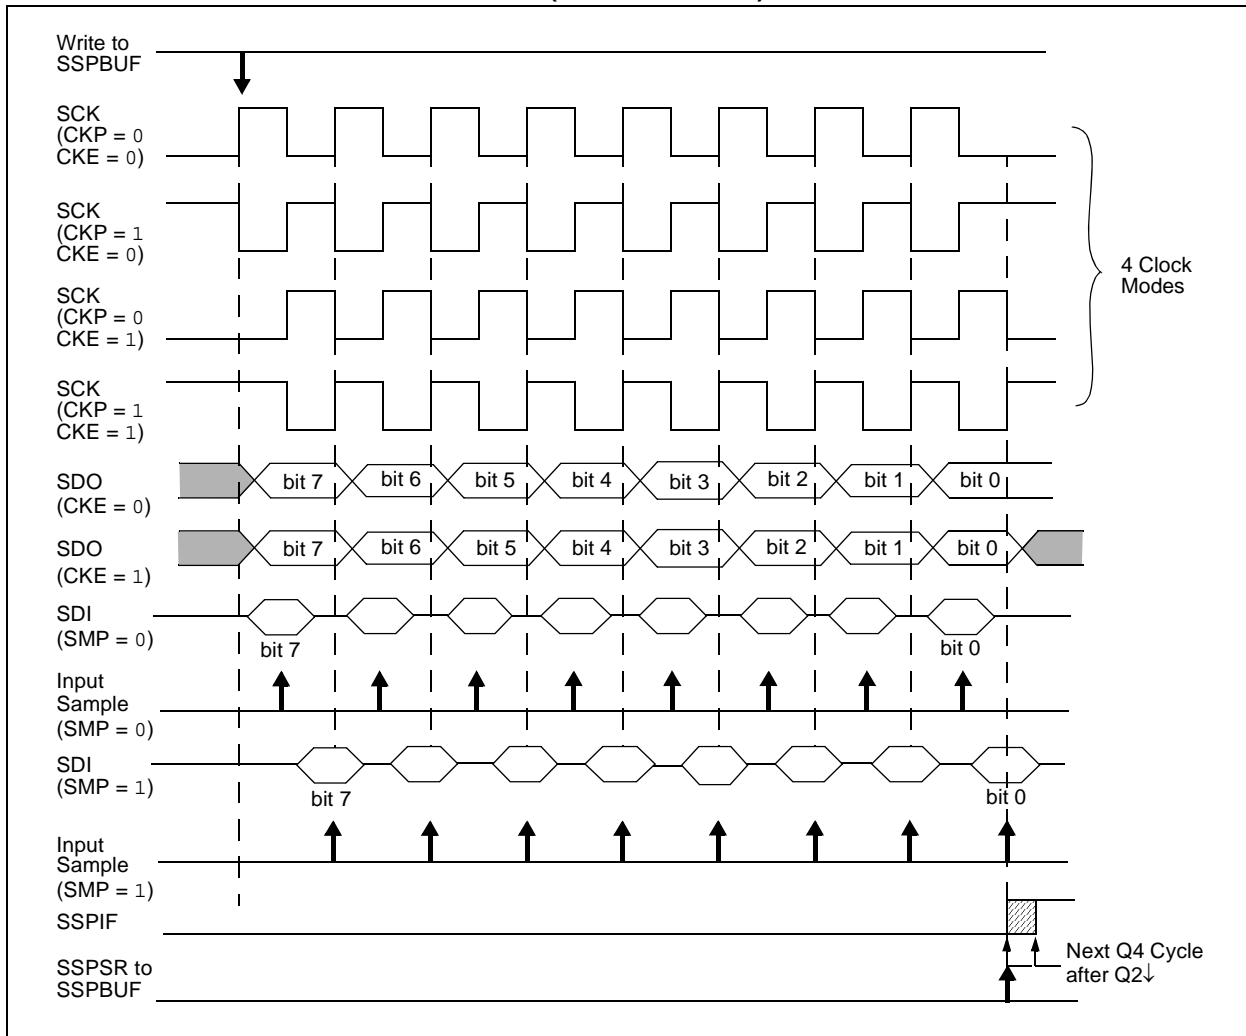 Write to
SSPBUF
SCK
(CKP = 0
CKE = 0)
SCK
(CKP = 1
CKE = 0)
4 Clock
Modes
SCK
(CKP = 0
CKE = 1)
SCK
(CKP = 1
CKE = 1)
SDO
(CKE = 0)
bit 7 bit 6 bit 5 bit 4 bit 3 bit 2 bit 1 bit 0
SDO
(CKE = 1)
bit 7 bit 6 bit 5 bit 4 bit 3 bit 2 bit 1 bit 0
SDI
(SMP = 0)
bit 7 bit 0
Input
Sample
(SMP = 0)
SDI
(SMP = 1)
bit 7 bit 0
Input
Sample
(SMP = 1)
SSPIF
Next Q4 Cycle
after Q2↓
SSPSR to
SSPBUF